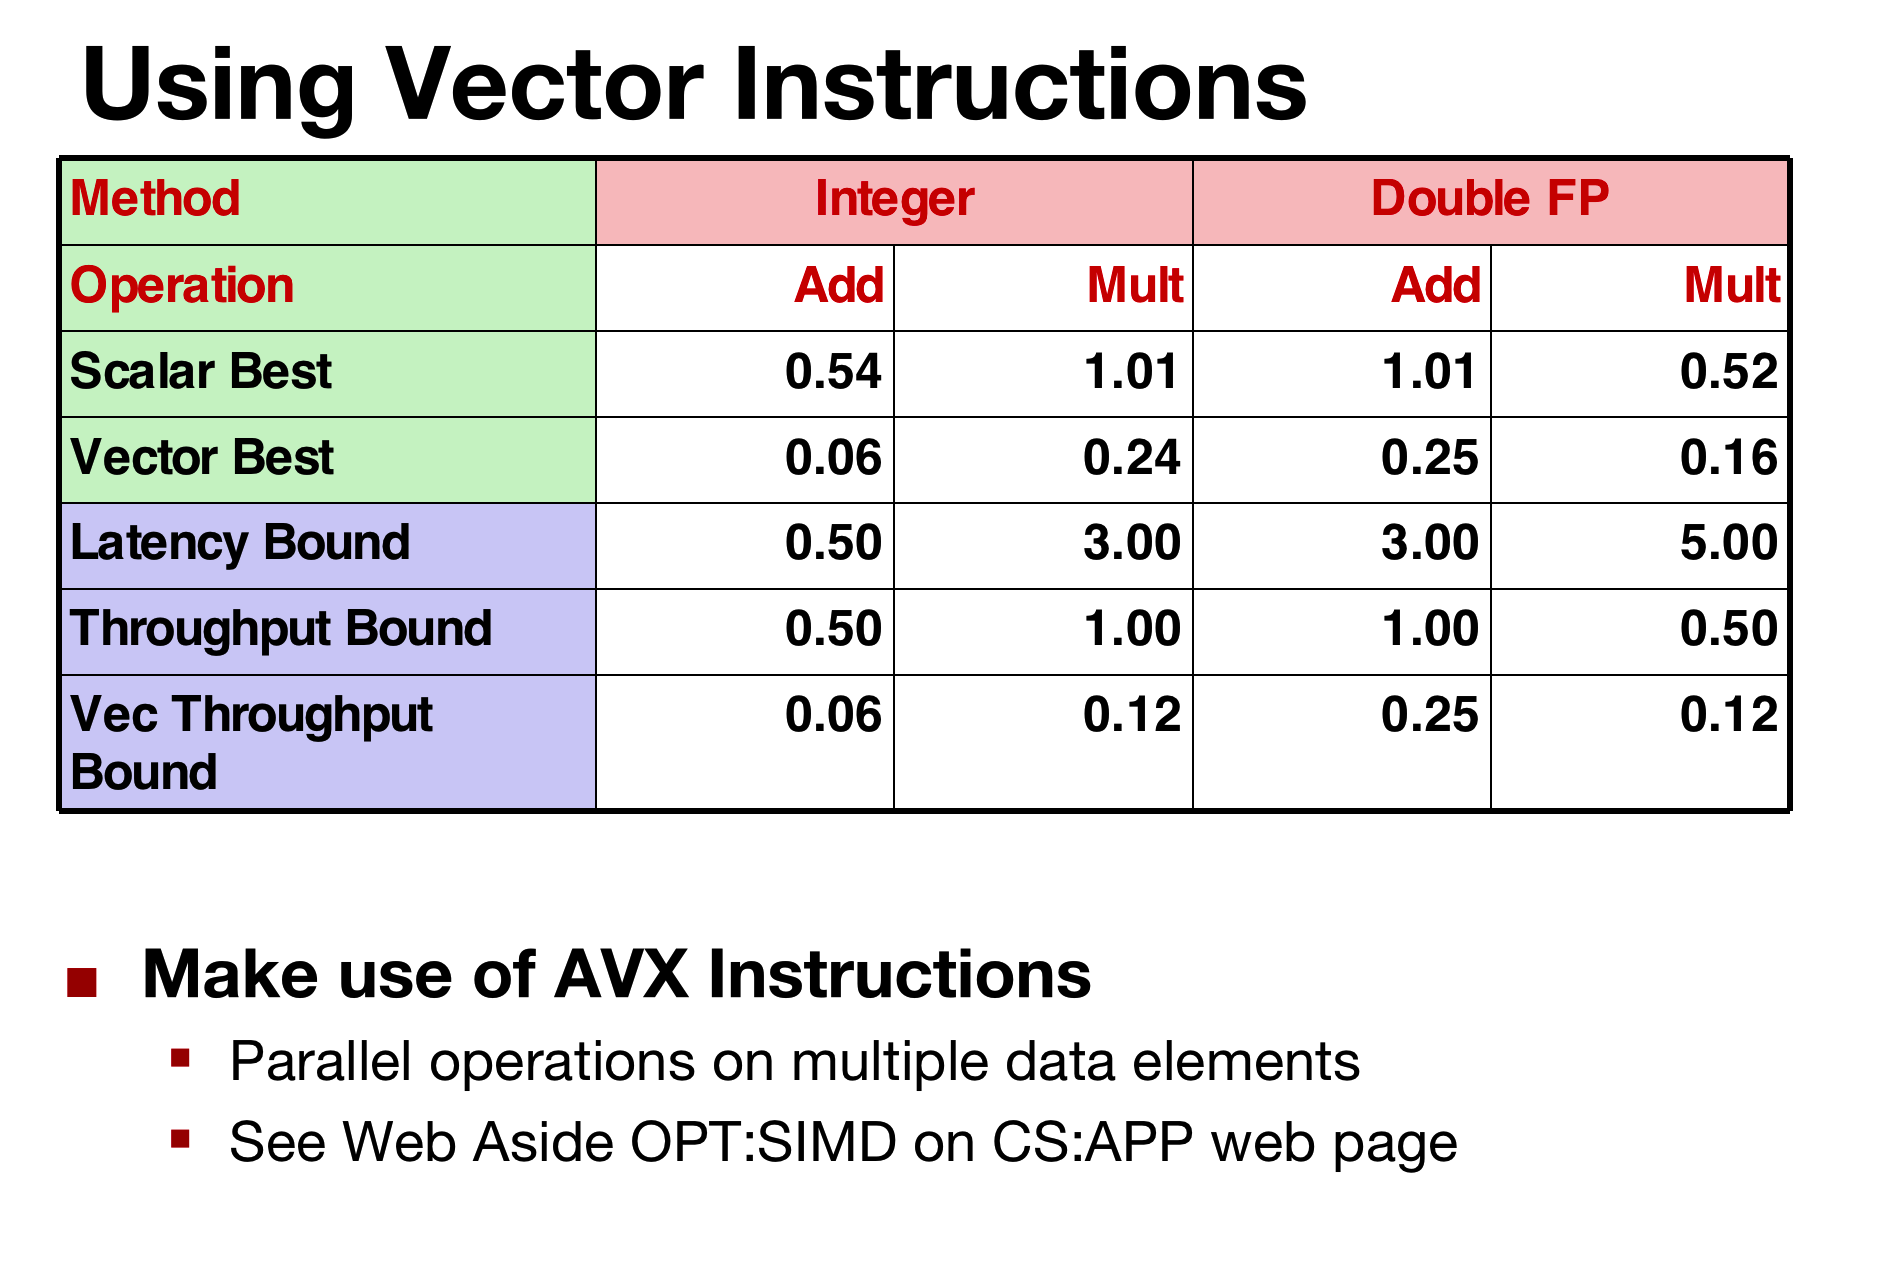 Using Vector Instructions
Method Integer Double FP
Operation Add Mult Add Mult
Scalar Best 0.54 1.01 1.01 0.52
Vector Best 0.06 0.24 0.25 0.16
Latency Bound 0.50 3.00 3.00 5.00
Throughput Bound 0.50 1.00 1.00 0.50
Vec Throughput 0.06 0.12 0.25 0.12
Bound
Make use of AVX Instructions
Parallel operations on multiple data elements
See Web Aside OPT:SIMD on CS:APP web page